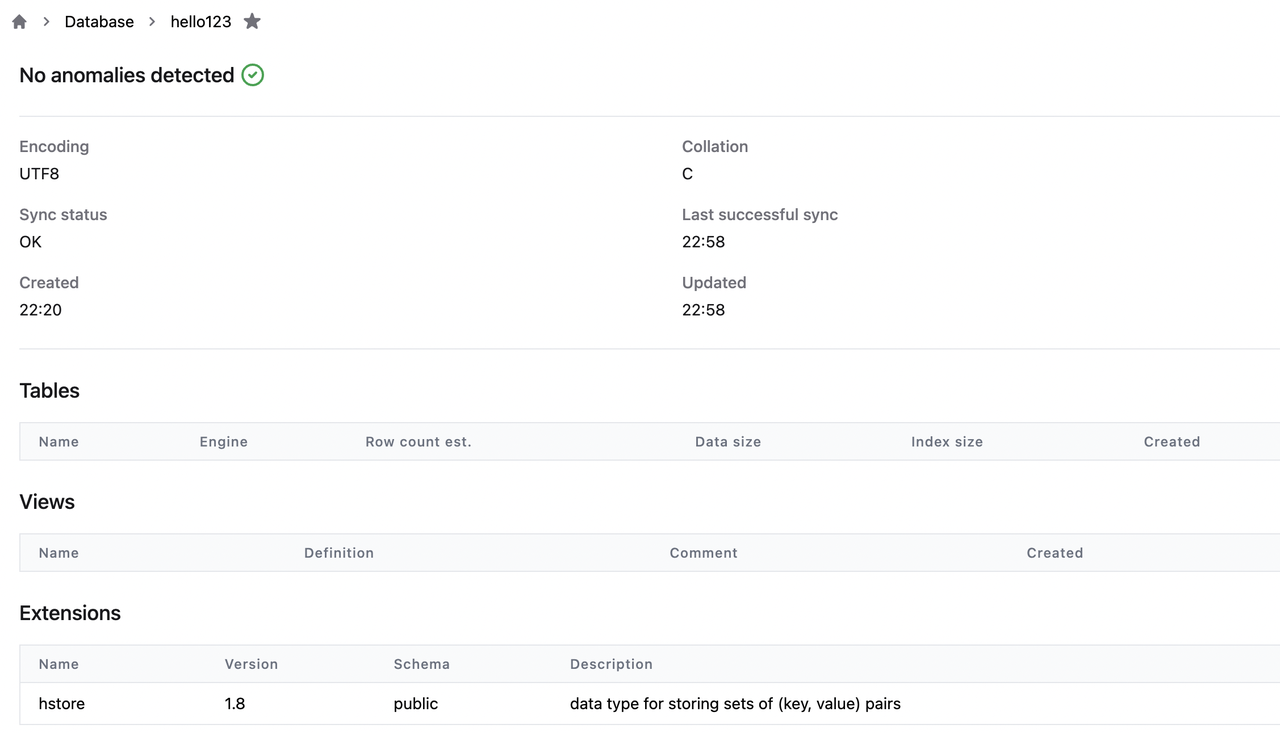 Database > hello123
No anomalies detected
Encoding
UTF8
Collation
C
Sync status
OK
Last successful sync
22:58
Created
22:20
Updated
22:58
Tables
Name Engine Row count est. Data size Index size Created
Views
Name Definition Comment Created
Extensions
Name Version Schema Description
hstore 1.8 public data type for storing sets of (key, value) pairs